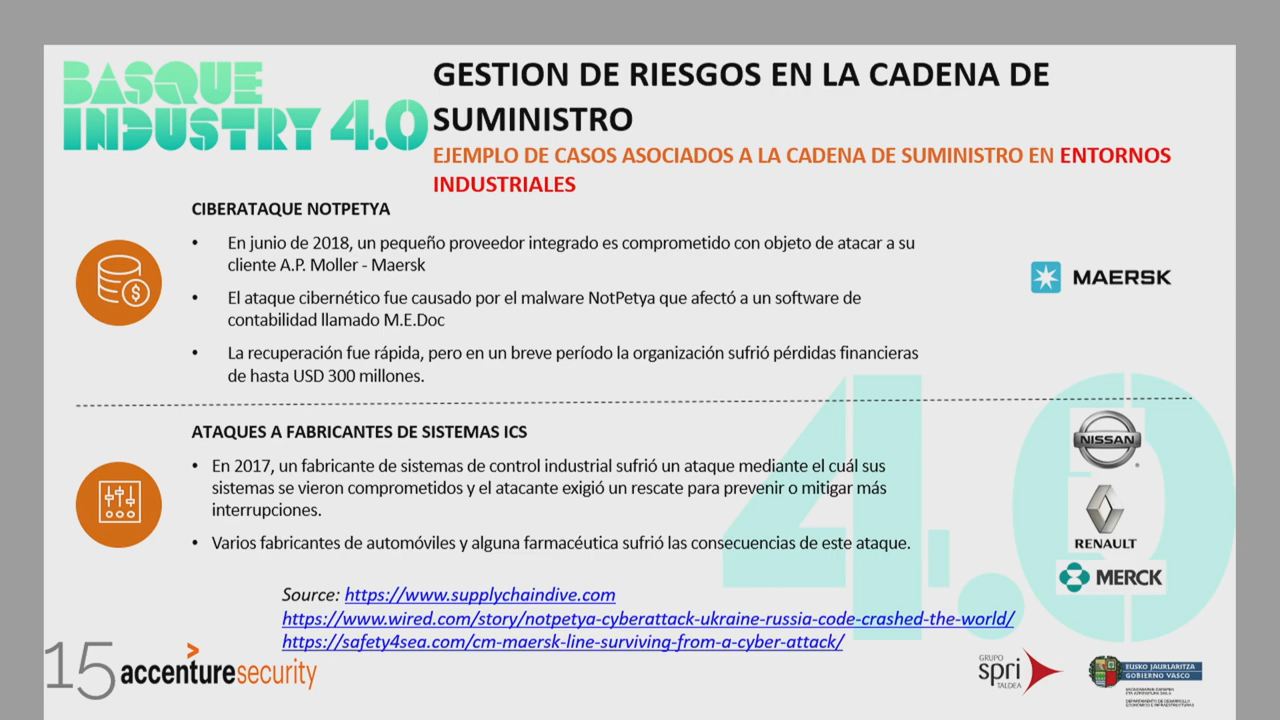 BASQUE
INDUSTRY 4.0
GESTION DE RIESGOS EN LA CADENA DE
SUMINISTRO
EJEMPLO DE CASOS ASOCIADOS A LA CADENA DE SUMINISTRO EN ENTORNOS
INDUSTRIALES
CIBERATAQUE NOTPETYA
• En junio de 2018, un pequeño proveedor integrado es comprometido con objeto de atacar a su
cliente A.P. Moller - Maersk
• El ataque cibernético fue causado por el malware NotPetya que afectó a un software de
contabilidad llamado M.E.Doc
• La recuperación fue rápida, pero en un breve período la organización sufrió pérdidas financieras
de hasta USD 300 millones.
MAERSK
ATAQUES A FABRICANTES DE SISTEMAS ICS
• En 2017, un fabricante de sistemas de control industrial sufrió un ataque mediante el cuál sus
sistemas se vieron comprometidos y el atacante exigió un rescate para prevenir o mitigar más
interrupciones.
• Varios fabricantes de automóviles y alguna farmacéutica sufrió las consecuencias de este ataque.
4.0
NISSAN
RENAULT
MERCK
Source: https://www.supplychaindive.com
https://www.wired.com/story/notpetya-cyberattack-ukraine-russia-code-crashed-the-world/
https://safety4sea.com/cm-maersk-line-surviving-from-a-cyber-attack/
15 accenturesecurity
GRUPO
spri
TALDEA
EUSKO JAURLARITZA
GOBIERNO VASCO